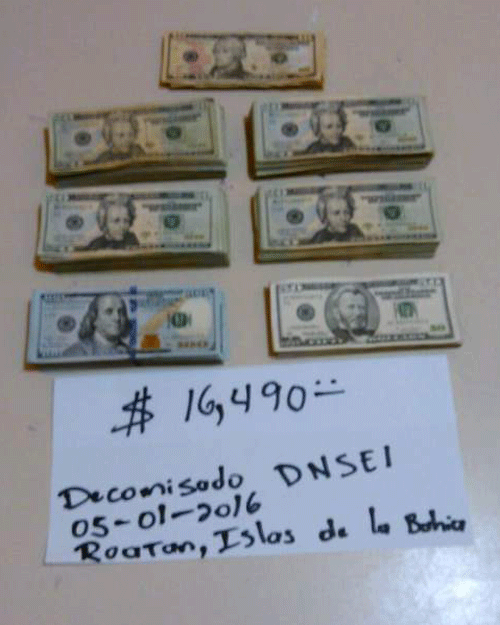 $ 16,490=
Decomisado DNSEI
05-01-2016
Roatan, Islas de la Bahia